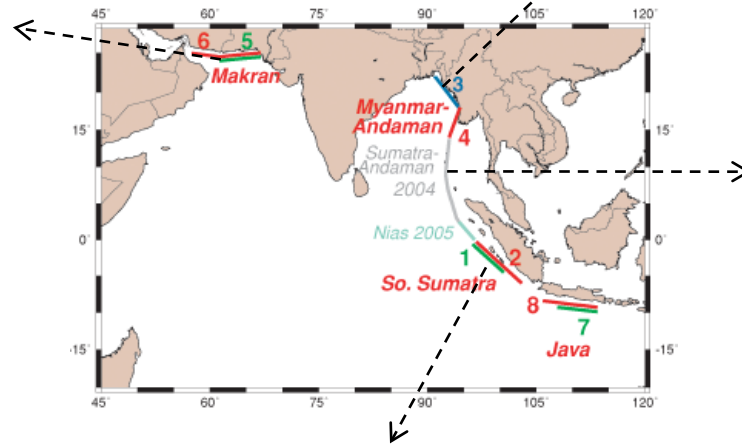 45° 60° 75° 90° 105° 120°
6 5
Makran
3
Myanmar-
Andaman
4
15° 15°
Sumatra-
Andaman
2004
Nias 2005
0° 0°
1 2
So. Sumatra
8
7
Java
-15° -15°
45° 60° 75° 90° 105° 120°